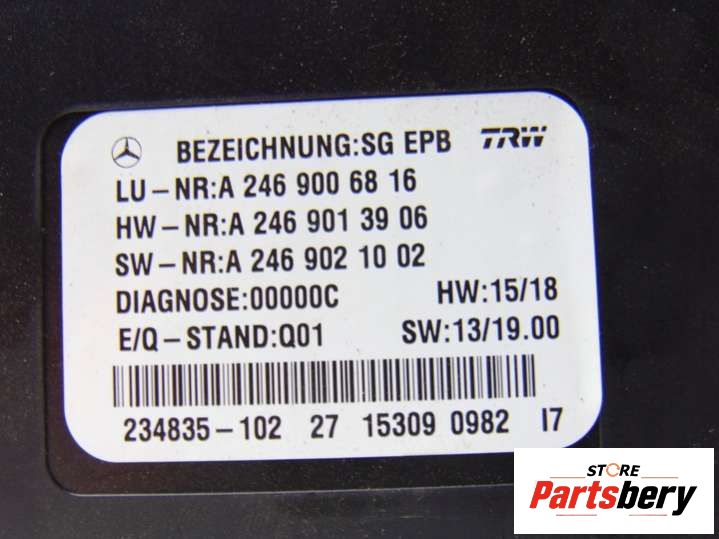 BEZEICHNUNG:SG EPB TRW
LU-NR:A 246 900 68 16
HW-NR:A 246 901 39 06
SW-NR:A 246 902 10 02
DIAGNOSE:00000C HW:15/18
E/Q-STAND:Q01 SW:13/19.00
234835-102 27 15309 0982 I7
STORE
Partsbery